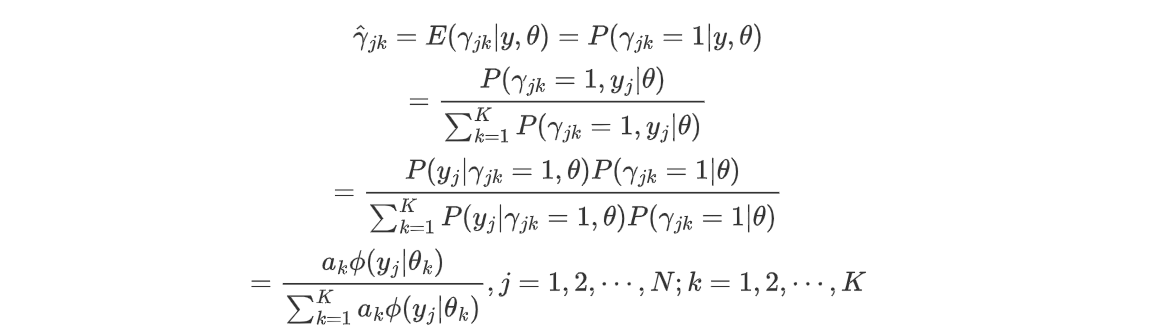 $$\hat{\gamma}_{jk} = E(\gamma_{jk}|y, \theta) = P(\gamma_{jk} = 1|y, \theta)$$
$$= \frac{P(\gamma_{jk} = 1, y_j|\theta)}{\sum_{k=1}^{K} P(\gamma_{jk} = 1, y_j|\theta)}$$
$$= \frac{P(y_j|\gamma_{jk} = 1, \theta)P(\gamma_{jk} = 1|\theta)}{\sum_{k=1}^{K} P(y_j|\gamma_{jk} = 1, \theta)P(\gamma_{jk} = 1|\theta)}$$
$$= \frac{a_k\phi(y_j|\theta_k)}{\sum_{k=1}^{K} a_k\phi(y_j|\theta_k)}, j = 1, 2, \cdots, N; k = 1, 2, \cdots, K$$